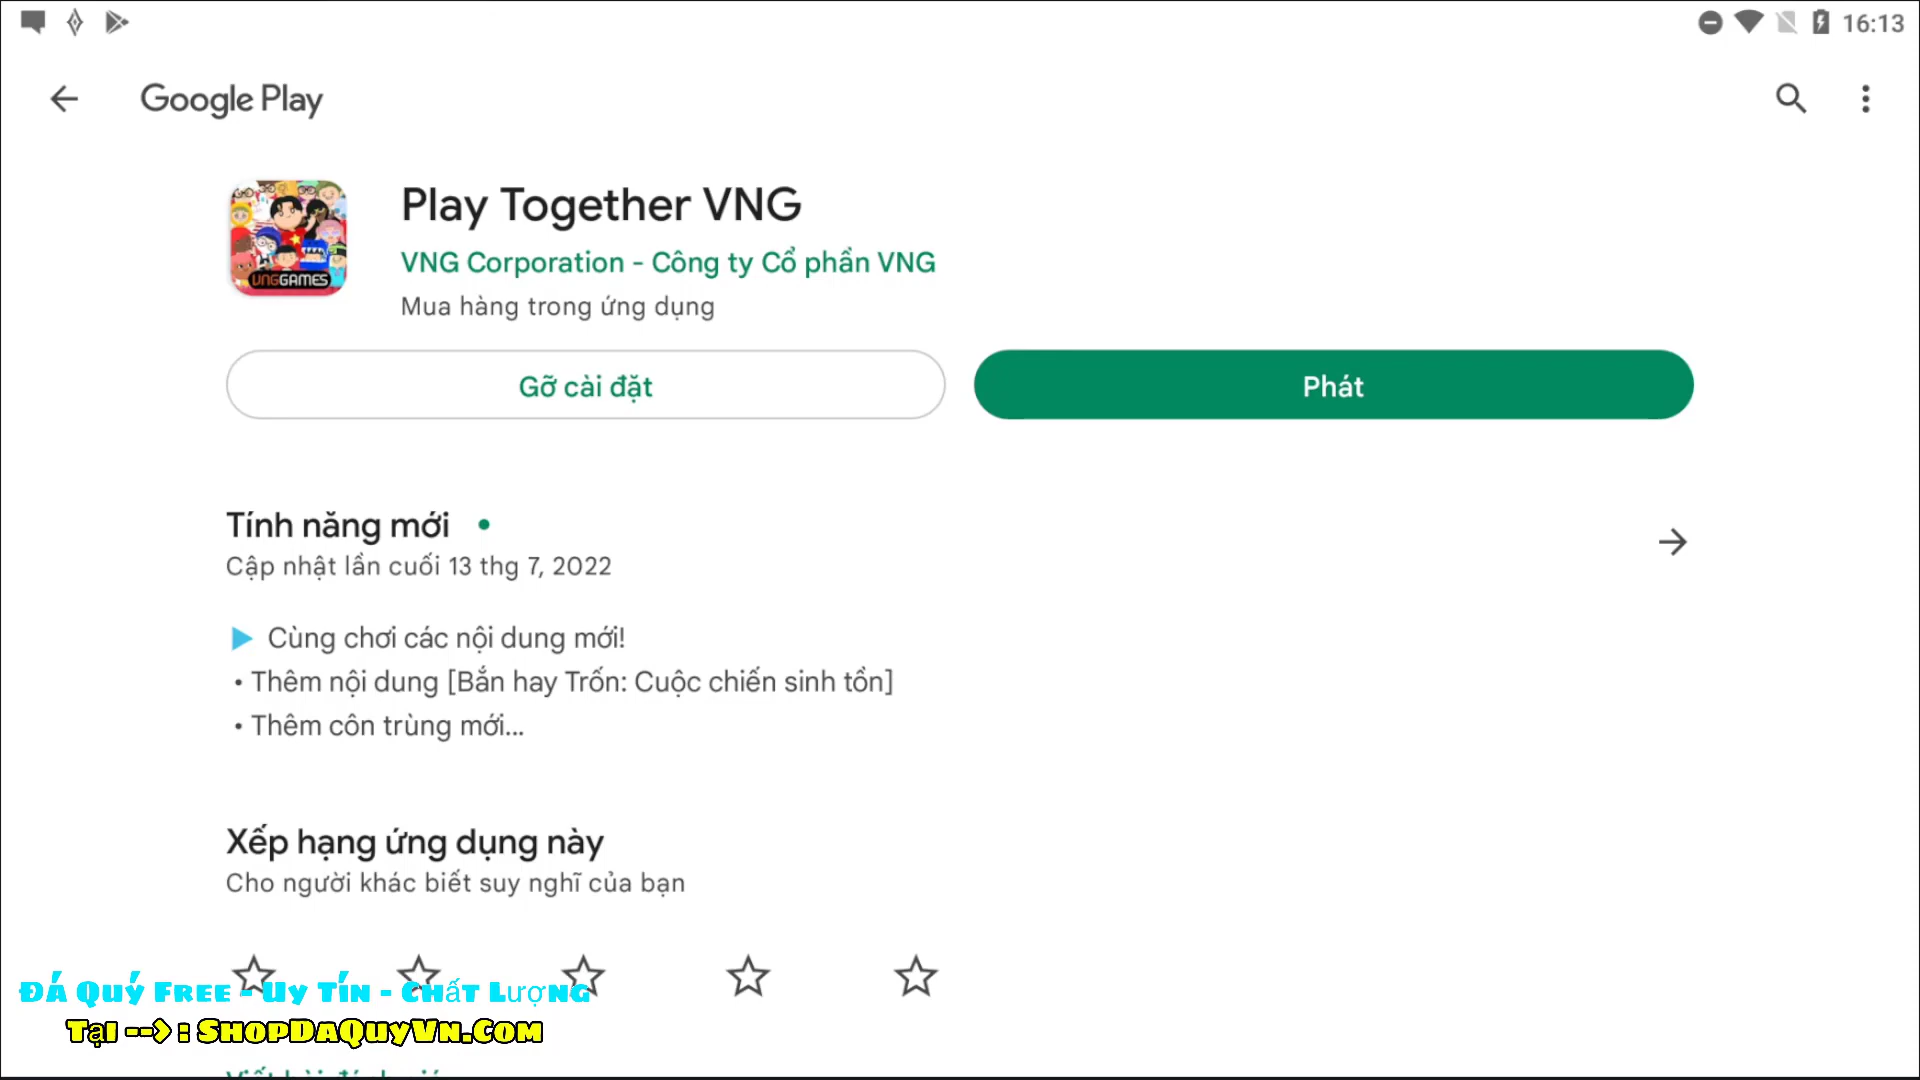 16:13
Google Play
Play Together VNG
VNG Corporation - Công ty Cổ phần VNG
Mua hàng trong ứng dụng
VNGGAMES
Gỡ cài đặt
Phát
Tính năng mới
Cập nhật lần cuối 13 thg 7, 2022
Cùng chơi các nội dung mới!
• Thêm nội dung [Bắn hay Trốn: Cuộc chiến sinh tồn]
• Thêm côn trùng mới...
Xếp hạng ứng dụng này
Cho người khác biết suy nghĩ của bạn
Đá Quý Free - Uy Tín - Chất Lượng
Tại --> : ShopDaQuyVn.Com